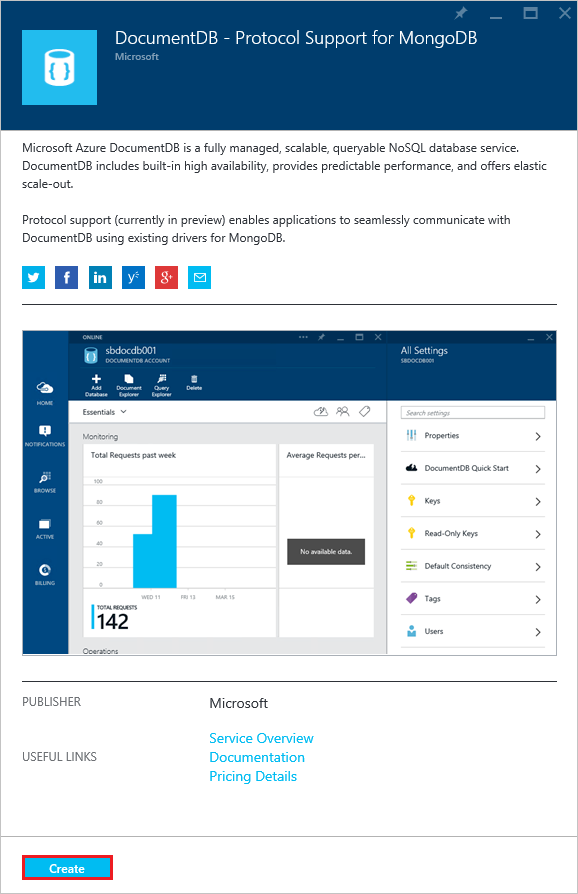 DocumentDB - Protocol Support for MongoDB
Microsoft
Microsoft Azure DocumentDB is a fully managed, scalable, queryable NoSQL database service.
DocumentDB includes built-in high availability, provides predictable performance, and offers elastic
scale-out.
Protocol support (currently in preview) enables applications to seamlessly communicate with
DocumentDB using existing drivers for MongoDB.
f
in
y
g+
HOME
NOTIFICATIONS
BROWSE
ACTIVE
BILLING
ONLINE
sbdocdb001
DOCUMENTDB ACCOUNT
Add Database
Document Explorer
Query Explorer
Delete
Essentials
Monitoring
Total Requests past week
100
80
60
40
20
0
WED 11 FRI 13 MAR 15
TOTAL REQUESTS
142
Average Requests per...
No available data.
Operations
All Settings
SBDOCDB001
Search settings
Properties
DocumentDB Quick Start
Keys
Read-Only Keys
Default Consistency
Tags
Users
PUBLISHER Microsoft
USEFUL LINKS
Service Overview
Documentation
Pricing Details
Create